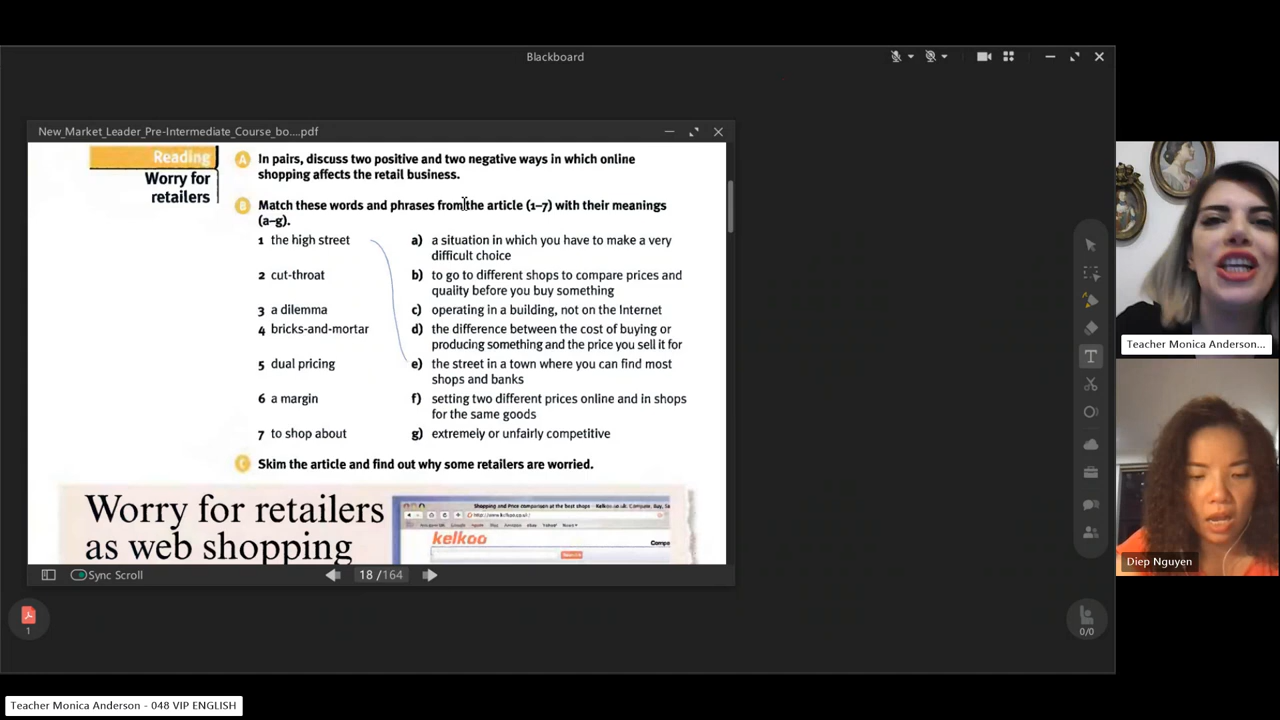 Blackboard
New_Market_Leader_Pre-Intermediate_Course_bo....pdf
Reading
Worry for
retailers
A In pairs, discuss two positive and two negative ways in which online
shopping affects the retail business.
B Match these words and phrases from the article (1–7) with their meanings
(a–g).
1 the high street
2 cut-throat
3 a dilemma
4 bricks-and-mortar
5 dual pricing
6 a margin
7 to shop about
a) a situation in which you have to make a very
difficult choice
b) to go to different shops to compare prices and
quality before you buy something
c) operating in a building, not on the Internet
d) the difference between the cost of buying or
producing something and the price you sell it for
e) the street in a town where you can find most
shops and banks
f) setting two different prices online and in shops
for the same goods
g) extremely or unfairly competitive
C Skim the article and find out why some retailers are worried.
Worry for retailers
as web shopping
kelkoo
Sync Scroll
18 /164
1
T
0/0
Teacher Monica Anderson...
Diep Nguyen
Teacher Monica Anderson - 048 VIP ENGLISH